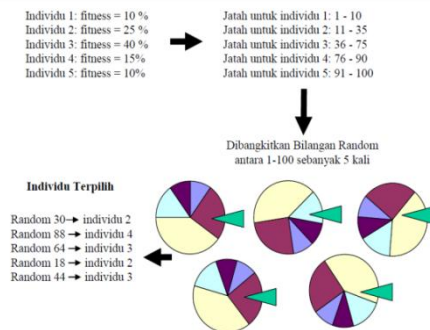 Individu 1: fitness = 10 %
Individu 2: fitness = 25 %
Individu 3: fitness = 40 %
Individu 4: fitness = 15%
Individu 5: fitness = 10%
Jatah untuk individu 1: 1 - 10
Jatah untuk individu 2: 11 - 35
Jatah untuk individu 3: 36 - 75
Jatah untuk individu 4: 76 - 90
Jatah untuk individu 5: 91 - 100
Dibangkitkan Bilangan Random
antara 1-100 sebanyak 5 kali
Individu Terpilih
Random 30→ individu 2
Random 88 → individu 4
Random 64 → individu 3
Random 18 → individu 2
Random 44 → individu 3